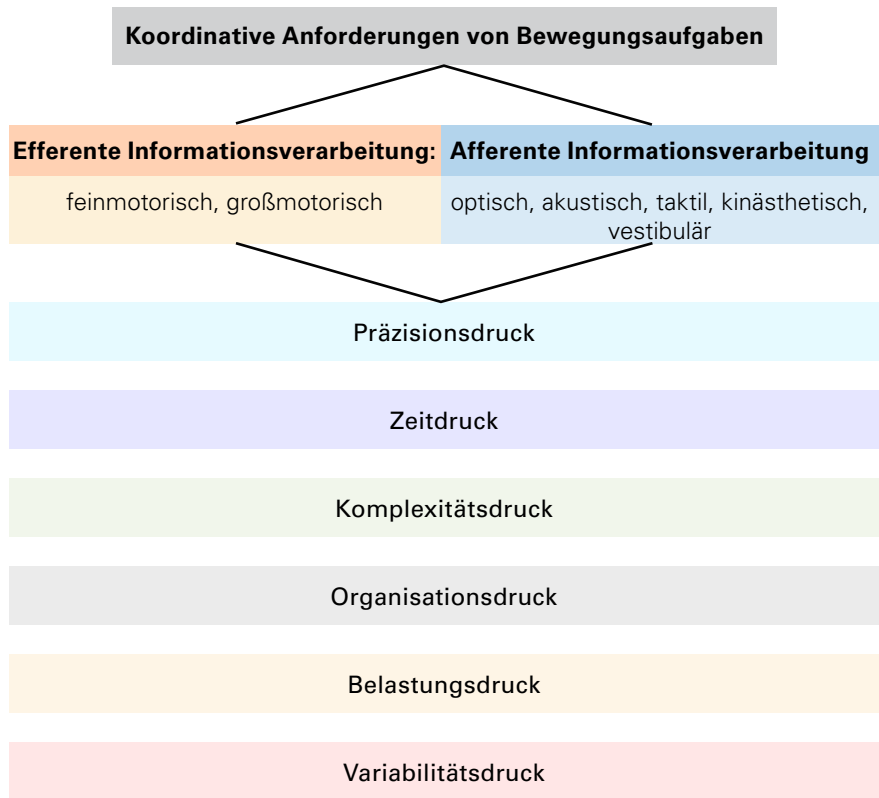 Koordinative Anforderungen von Bewegungsaufgaben
Efferente Informationsverarbeitung:
feinmotorisch, großmotorisch
Afferente Informationsverarbeitung
optisch, akustisch, taktil, kinästhetisch,
vestibulär
Präzisionsdruck
Zeitdruck
Komplexitätsdruck
Organisationsdruck
Belastungsdruck
Variabilitätsdruck